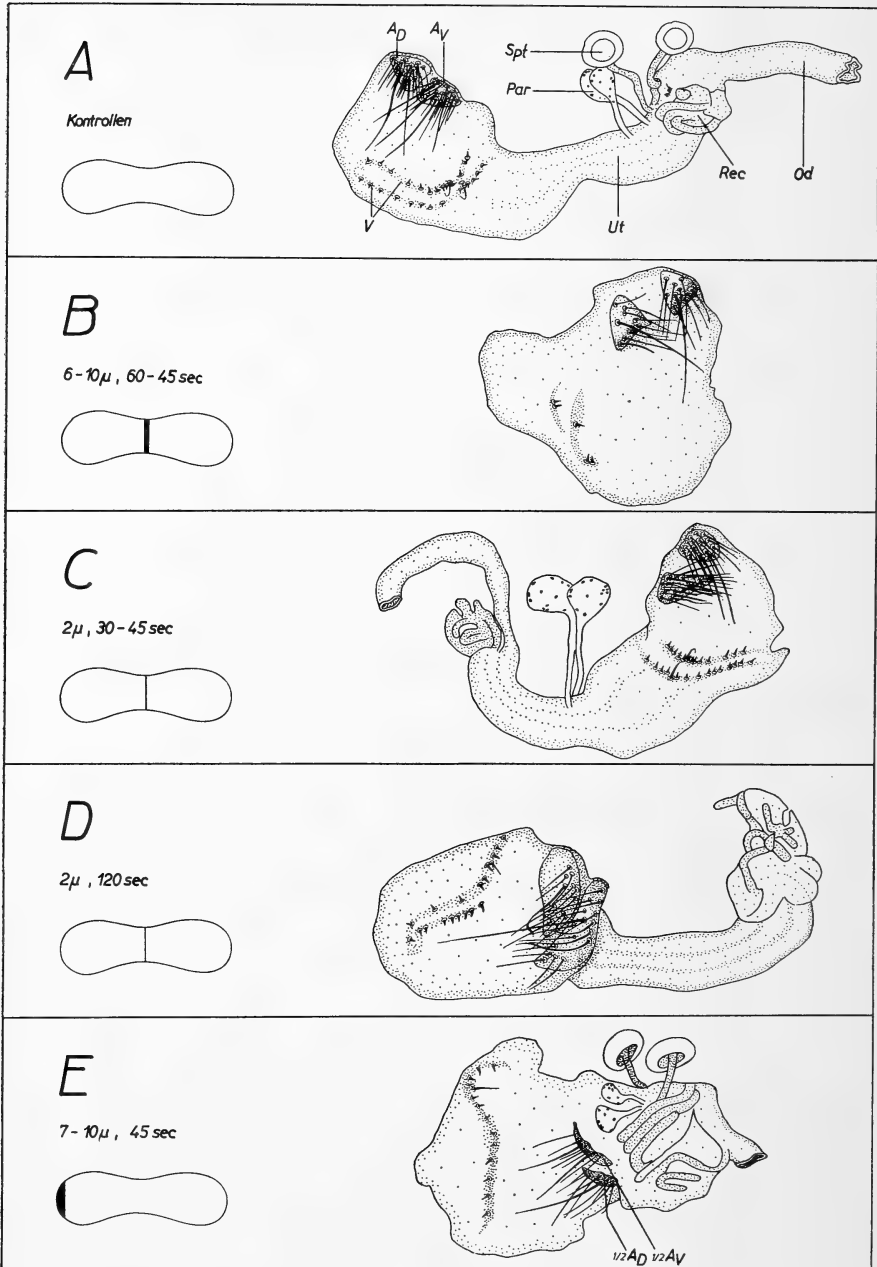 A
Kontrollen
A_D
A_V
Spt
Par
V
Ut
Rec
Od
B
6-10µ, 60-45 sec
C
2µ, 30-45 sec
D
2µ, 120 sec
E
7-10µ, 45 sec
1/2 A_D 1/2 A_V